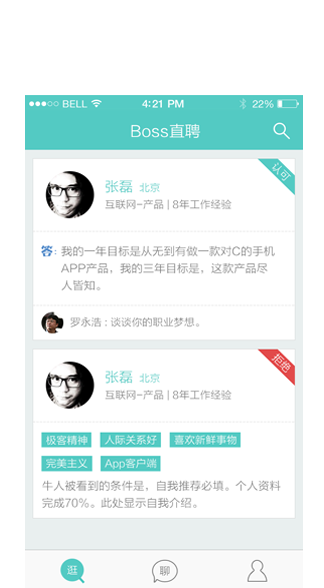 BELL 4:21 PM 22%
Boss直聘
张磊 北京
认可
互联网-产品 | 8年工作经验
答: 我的一年目标是从无到有做一款对C的手机
APP产品，我的三年目标是，这款产品尽
人皆知。
罗永浩 : 谈谈你的职业梦想。
张磊 北京
拒绝
互联网-产品 | 8年工作经验
极客精神 人际关系好 喜欢新鲜事物
完美主义 App客户端
牛人被看到的条件是，自我推荐必填。个人资料
完成70%。此处显示自我介绍。
逛 聊